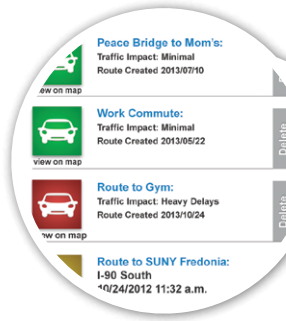 Peace Bridge to Mom's:
Traffic Impact: Minimal
Route Created 2013/07/10
ew on map
Work Commute:
Traffic Impact: Minimal
Route Created 2013/05/22
view on map
Delete
Route to Gym:
Traffic Impact: Heavy Delays
Route Created 2013/10/24
ew on map
Delete
Route to SUNY Fredonia:
I-90 South
10/24/2012 11:32 a.m.